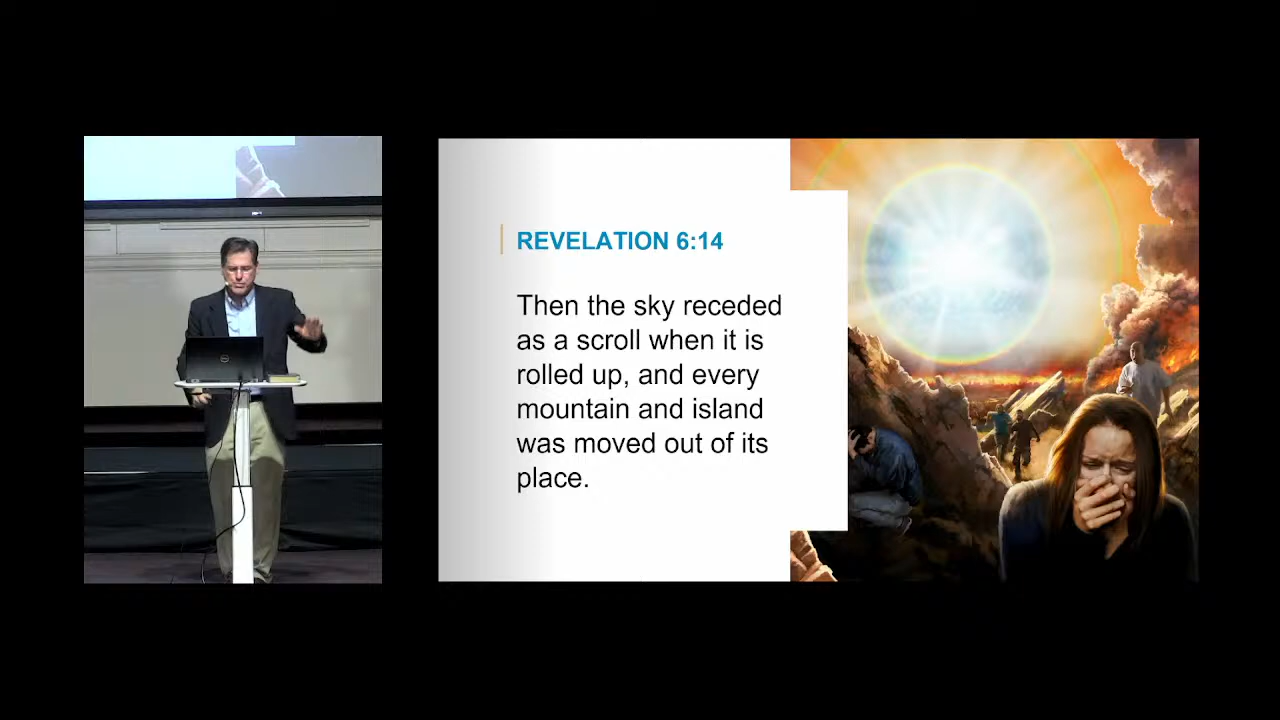 REVELATION 6:14
Then the sky receded
as a scroll when it is
rolled up, and every
mountain and island
was moved out of its
place.